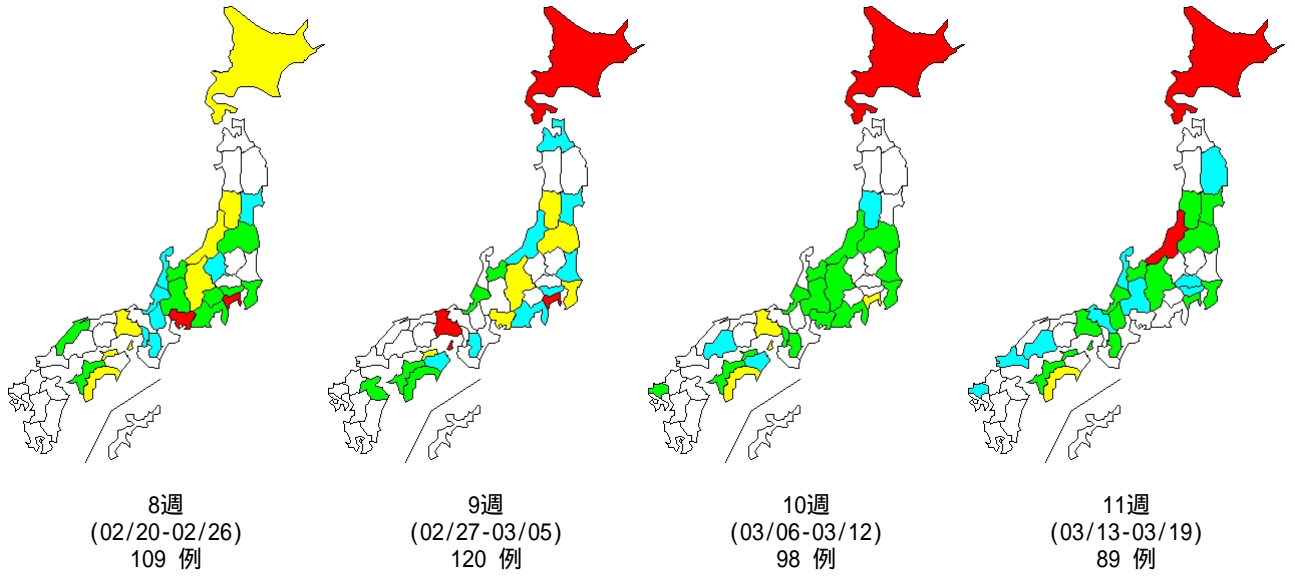 8週
(02/20-02/26)
109 例
9週
(02/27-03/05)
120 例
10週
(03/06-03/12)
98 例
11週
(03/13-03/19)
89 例